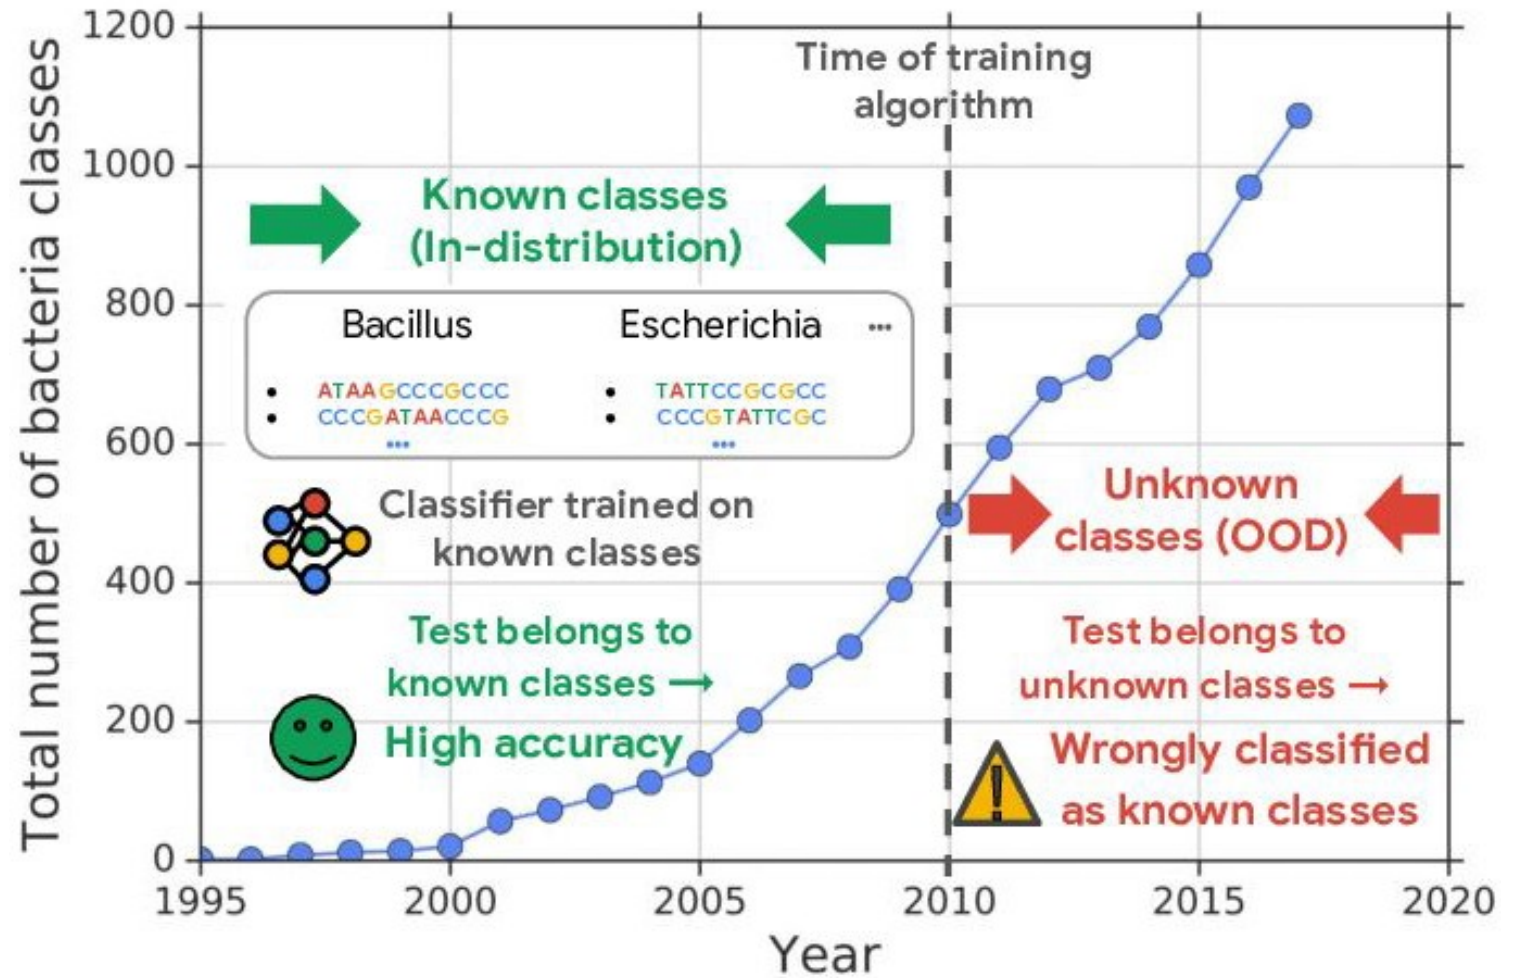 Total number of bacteria classes
1200
1000
800
600
400
200
0
Time of training
algorithm
Known classes
(In-distribution)
Bacillus
Escherichia
...
• ATAAGCCCGCCC
• CCCGATAACCCG
...
• TATTCCGCGCC
• CCCGTATTCGC
...
Classifier trained on
known classes
Test belongs to
known classes →
High accuracy
Unknown
classes (OOD)
Test belongs to
unknown classes →
!
Wrongly classified
as known classes
1995
2000
2005
2010
2015
2020
Year